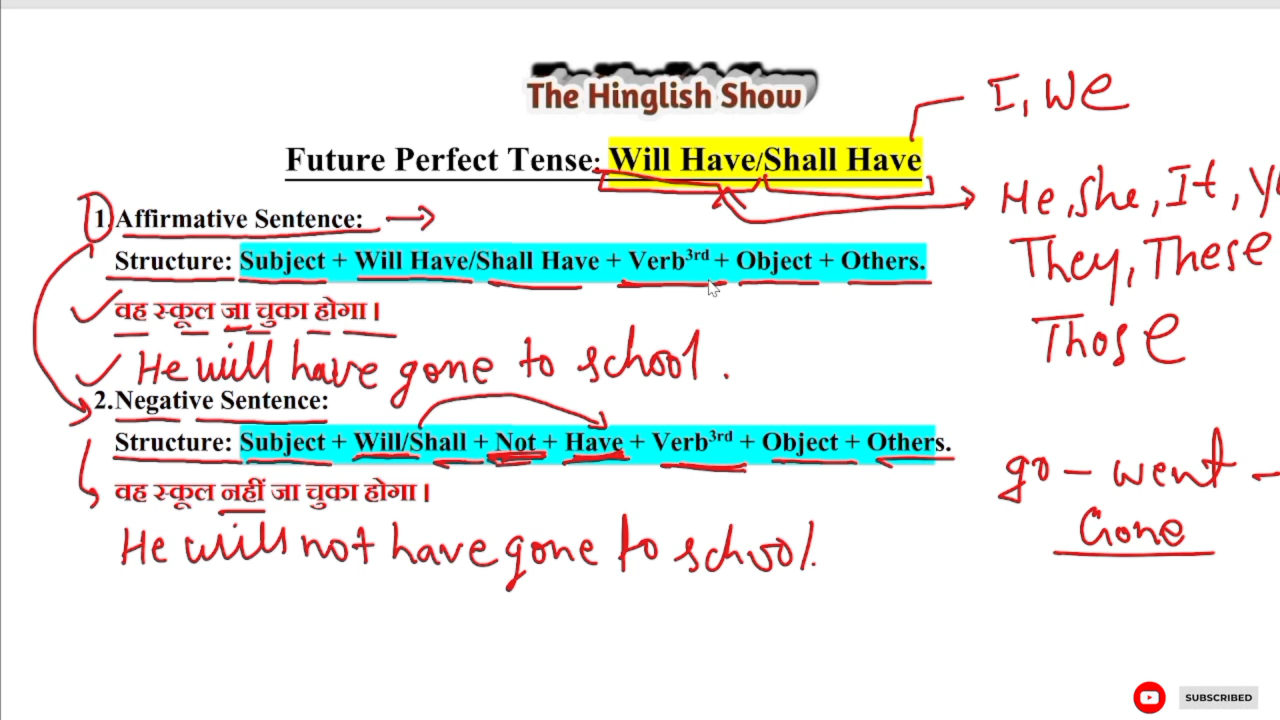 The Hinglish Show
I, We
Future Perfect Tense: Will Have/Shall Have
He, She, It,
They, These
Those
1.Affirmative Sentence:
Structure: Subject + Will Have/Shall Have + Verb3rd + Object + Others.
वह स्कूल जा चुका होगा।
He will have gone to school.
2.Negative Sentence:
Structure: Subject + Will/Shall + Not + Have + Verb3rd + Object + Others.
go - went -
Gone
वह स्कूल नहीं जा चुका होगा।
He will not have gone to school.
SUBSCRIBED